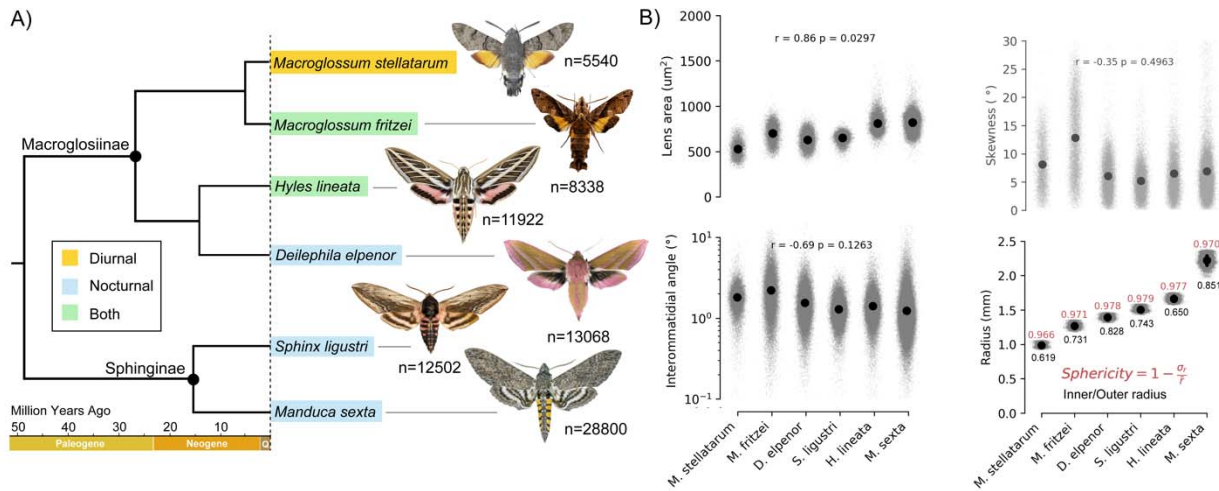 A)
Macroglossum stellatarum
n=5540
Macroglossum fritzei
n=8338
Macroglosiinae
Hyles lineata
n=11922
Diurnal
Nocturnal
Both
Deilephila elpenor
n=13068
Sphinx ligustri
n=12502
Sphinginae
Manduca sexta
n=28800
Million Years Ago
50 30 10 0
Paleogene Neogene Q
B)
Lens area (um²)
2000
1500
1000
500
0
r = 0.86 p = 0.0297
Skewness (°)
30
25
20
15
10
5
0
r = -0.35 p = 0.4963
Interommatidial angle (°)
10¹
10⁰
10⁻¹
r = -0.69 p = 0.1263
M. stellatarum
M. fritzei
D. elpenor
S. ligustri
H. lineata
M. sexta
Radius (mm)
2.5
2.0
1.5
1.0
0.5
0.0
0.966
0.619
0.971
0.731
0.978
0.828
0.979
0.743
0.977
0.650
0.970
0.851
Sphericity = 1 − σr/r̄
Inner/Outer radius
M. stellatarum
M. fritzei
D. elpenor
S. ligustri
H. lineata
M. sexta